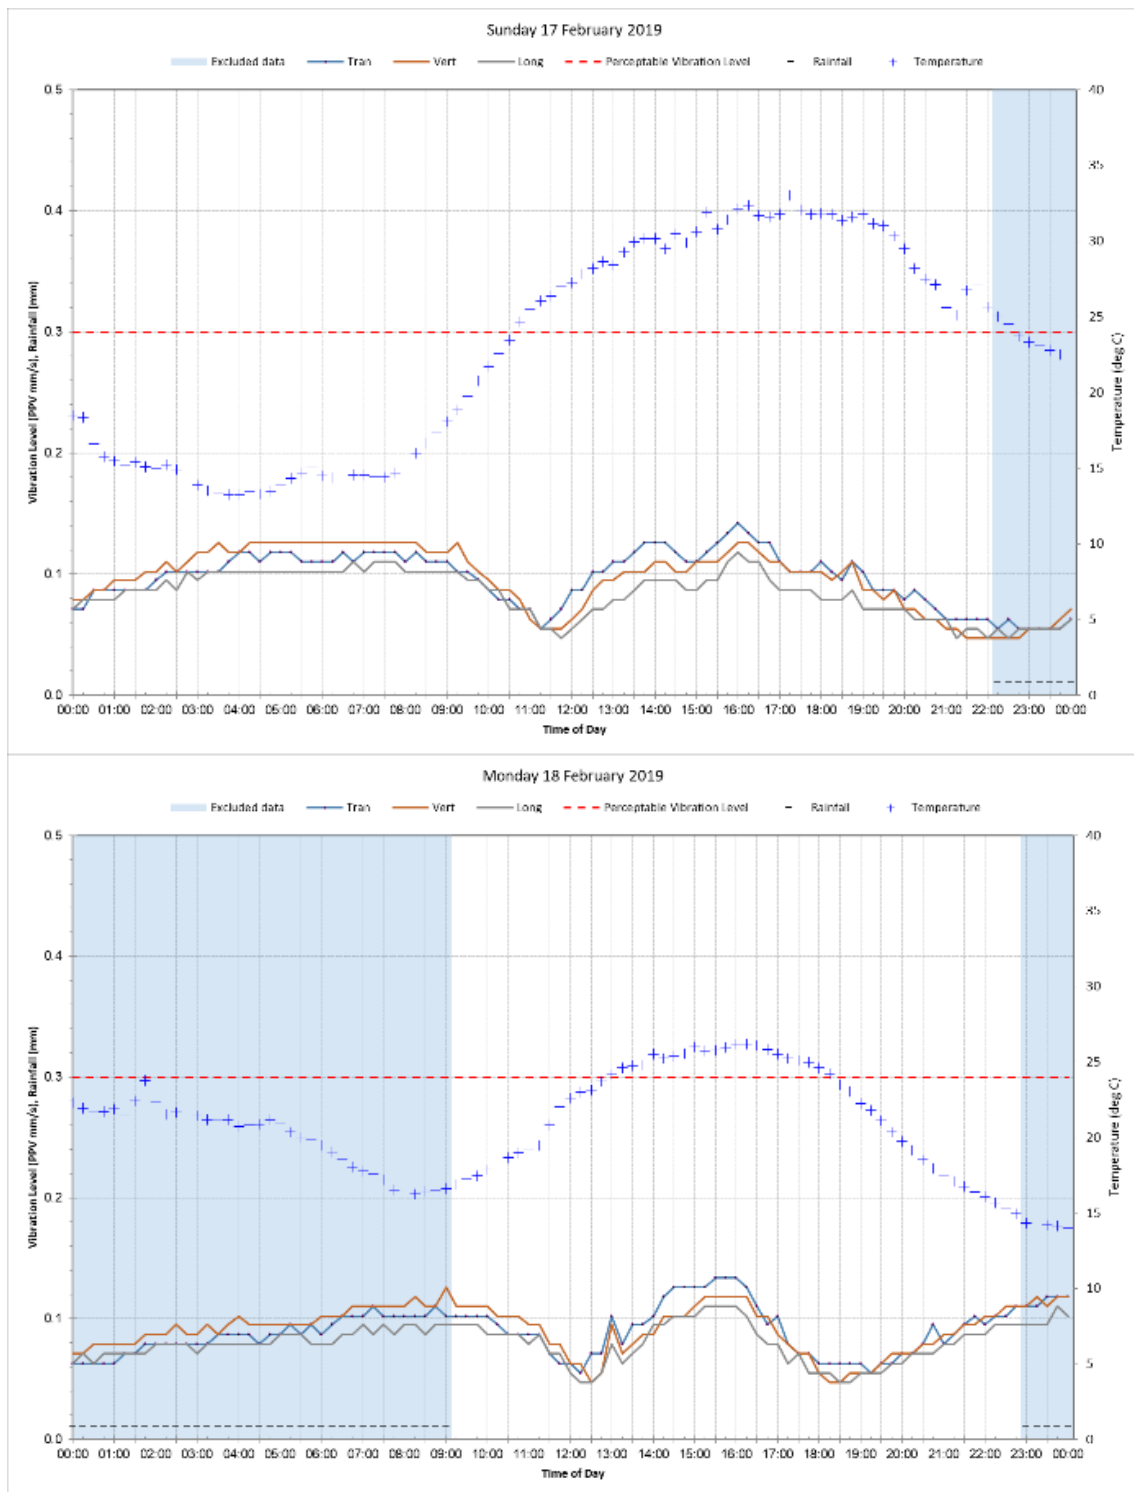 Sunday 17 February 2019
Excluded data Tran Vert Long Perceptable Vibration Level Rainfall Temperature
0.5 40
35
0.4
30
0.3 25
20
0.2
15
10
0.1
5
0.0 0
Vibration Level (PPV mm/s), Rainfall (mm)
Temperature (deg C)
00:00 01:00 02:00 03:00 04:00 05:00 06:00 07:00 08:00 09:00 10:00 11:00 12:00 13:00 14:00 15:00 16:00 17:00 18:00 19:00 20:00 21:00 22:00 23:00 00:00
Time of Day
Monday 18 February 2019
Excluded data Tran Vert Long Perceptable Vibration Level Rainfall Temperature
0.5 40
35
0.4
30
0.3 25
20
0.2
15
10
0.1
5
0.0 0
Vibration Level (PPV mm/s), Rainfall (mm)
Temperature (deg C)
00:00 01:00 02:00 03:00 04:00 05:00 06:00 07:00 08:00 09:00 10:00 11:00 12:00 13:00 14:00 15:00 16:00 17:00 18:00 19:00 20:00 21:00 22:00 23:00 00:00
Time of Day